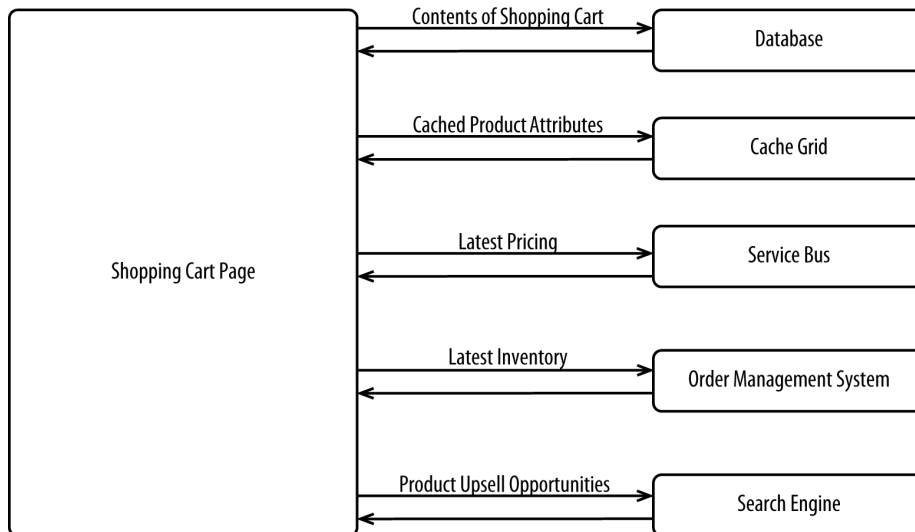 Contents of Shopping Cart
Database
Cached Product Attributes
Cache Grid
Latest Pricing
Service Bus
Shopping Cart Page
Latest Inventory
Order Management System
Product Upsell Opportunities
Search Engine